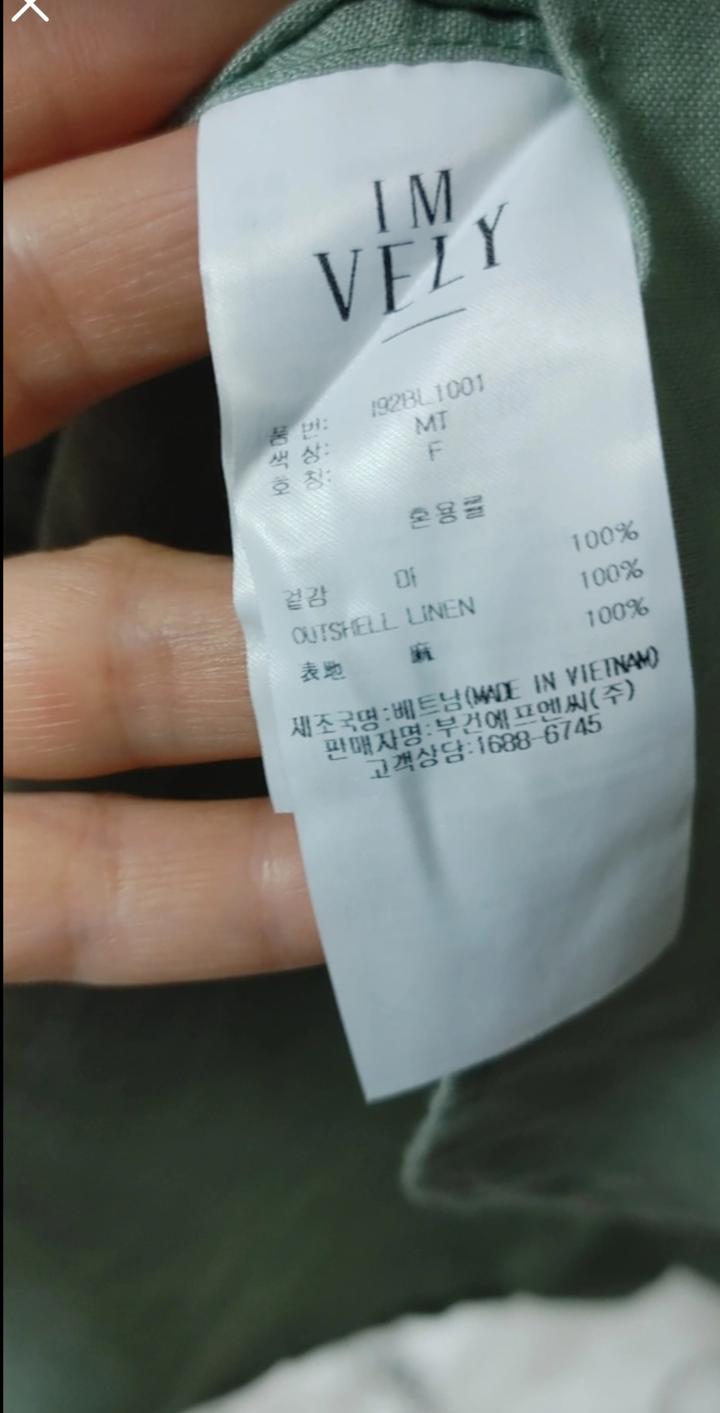 IM
VELY
품 번: I92BL1001
색 상: MT
호 칭: F
혼용률
겉감 마 100%
OUTSHELL LINEN 100%
表地 麻 100%
제조국명:베트남(MADE IN VIETNAM)
판매자명:부건에프엔씨(주)
고객상담:1688-6745